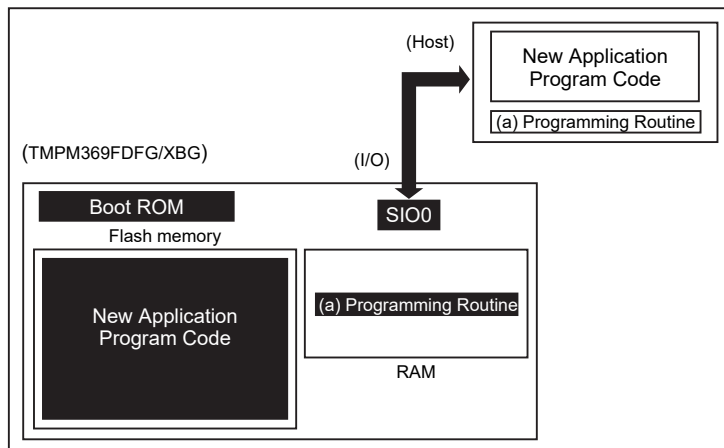 (Host)
New Application
Program Code
(a) Programming Routine
(TMPM369FDFG/XBG)
(I/O)
Boot ROM
SIO0
Flash memory
New Application
Program Code
(a) Programming Routine
RAM